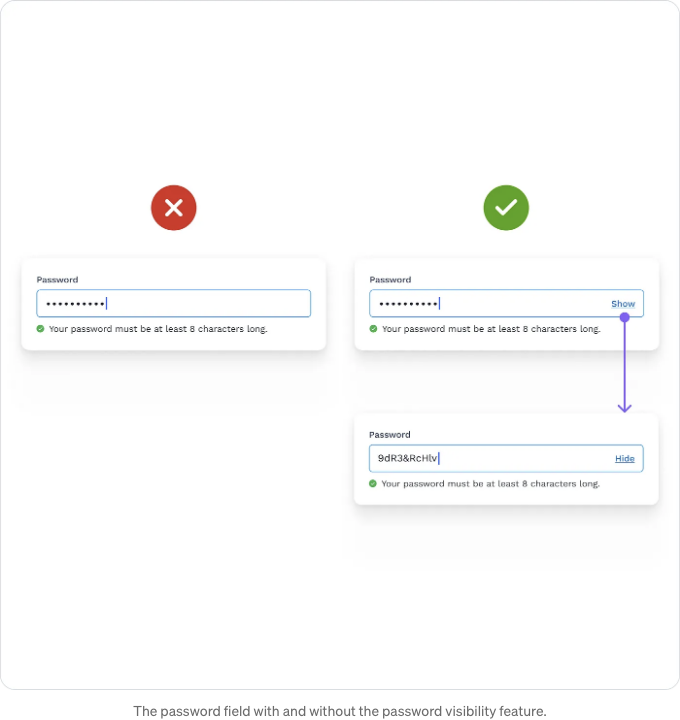 Password
••••••••••
Your password must be at least 8 characters long.
Password
•••••••••• Show
Your password must be at least 8 characters long.
Password
9dR3&RcHlv Hide
Your password must be at least 8 characters long.
The password field with and without the password visibility feature.